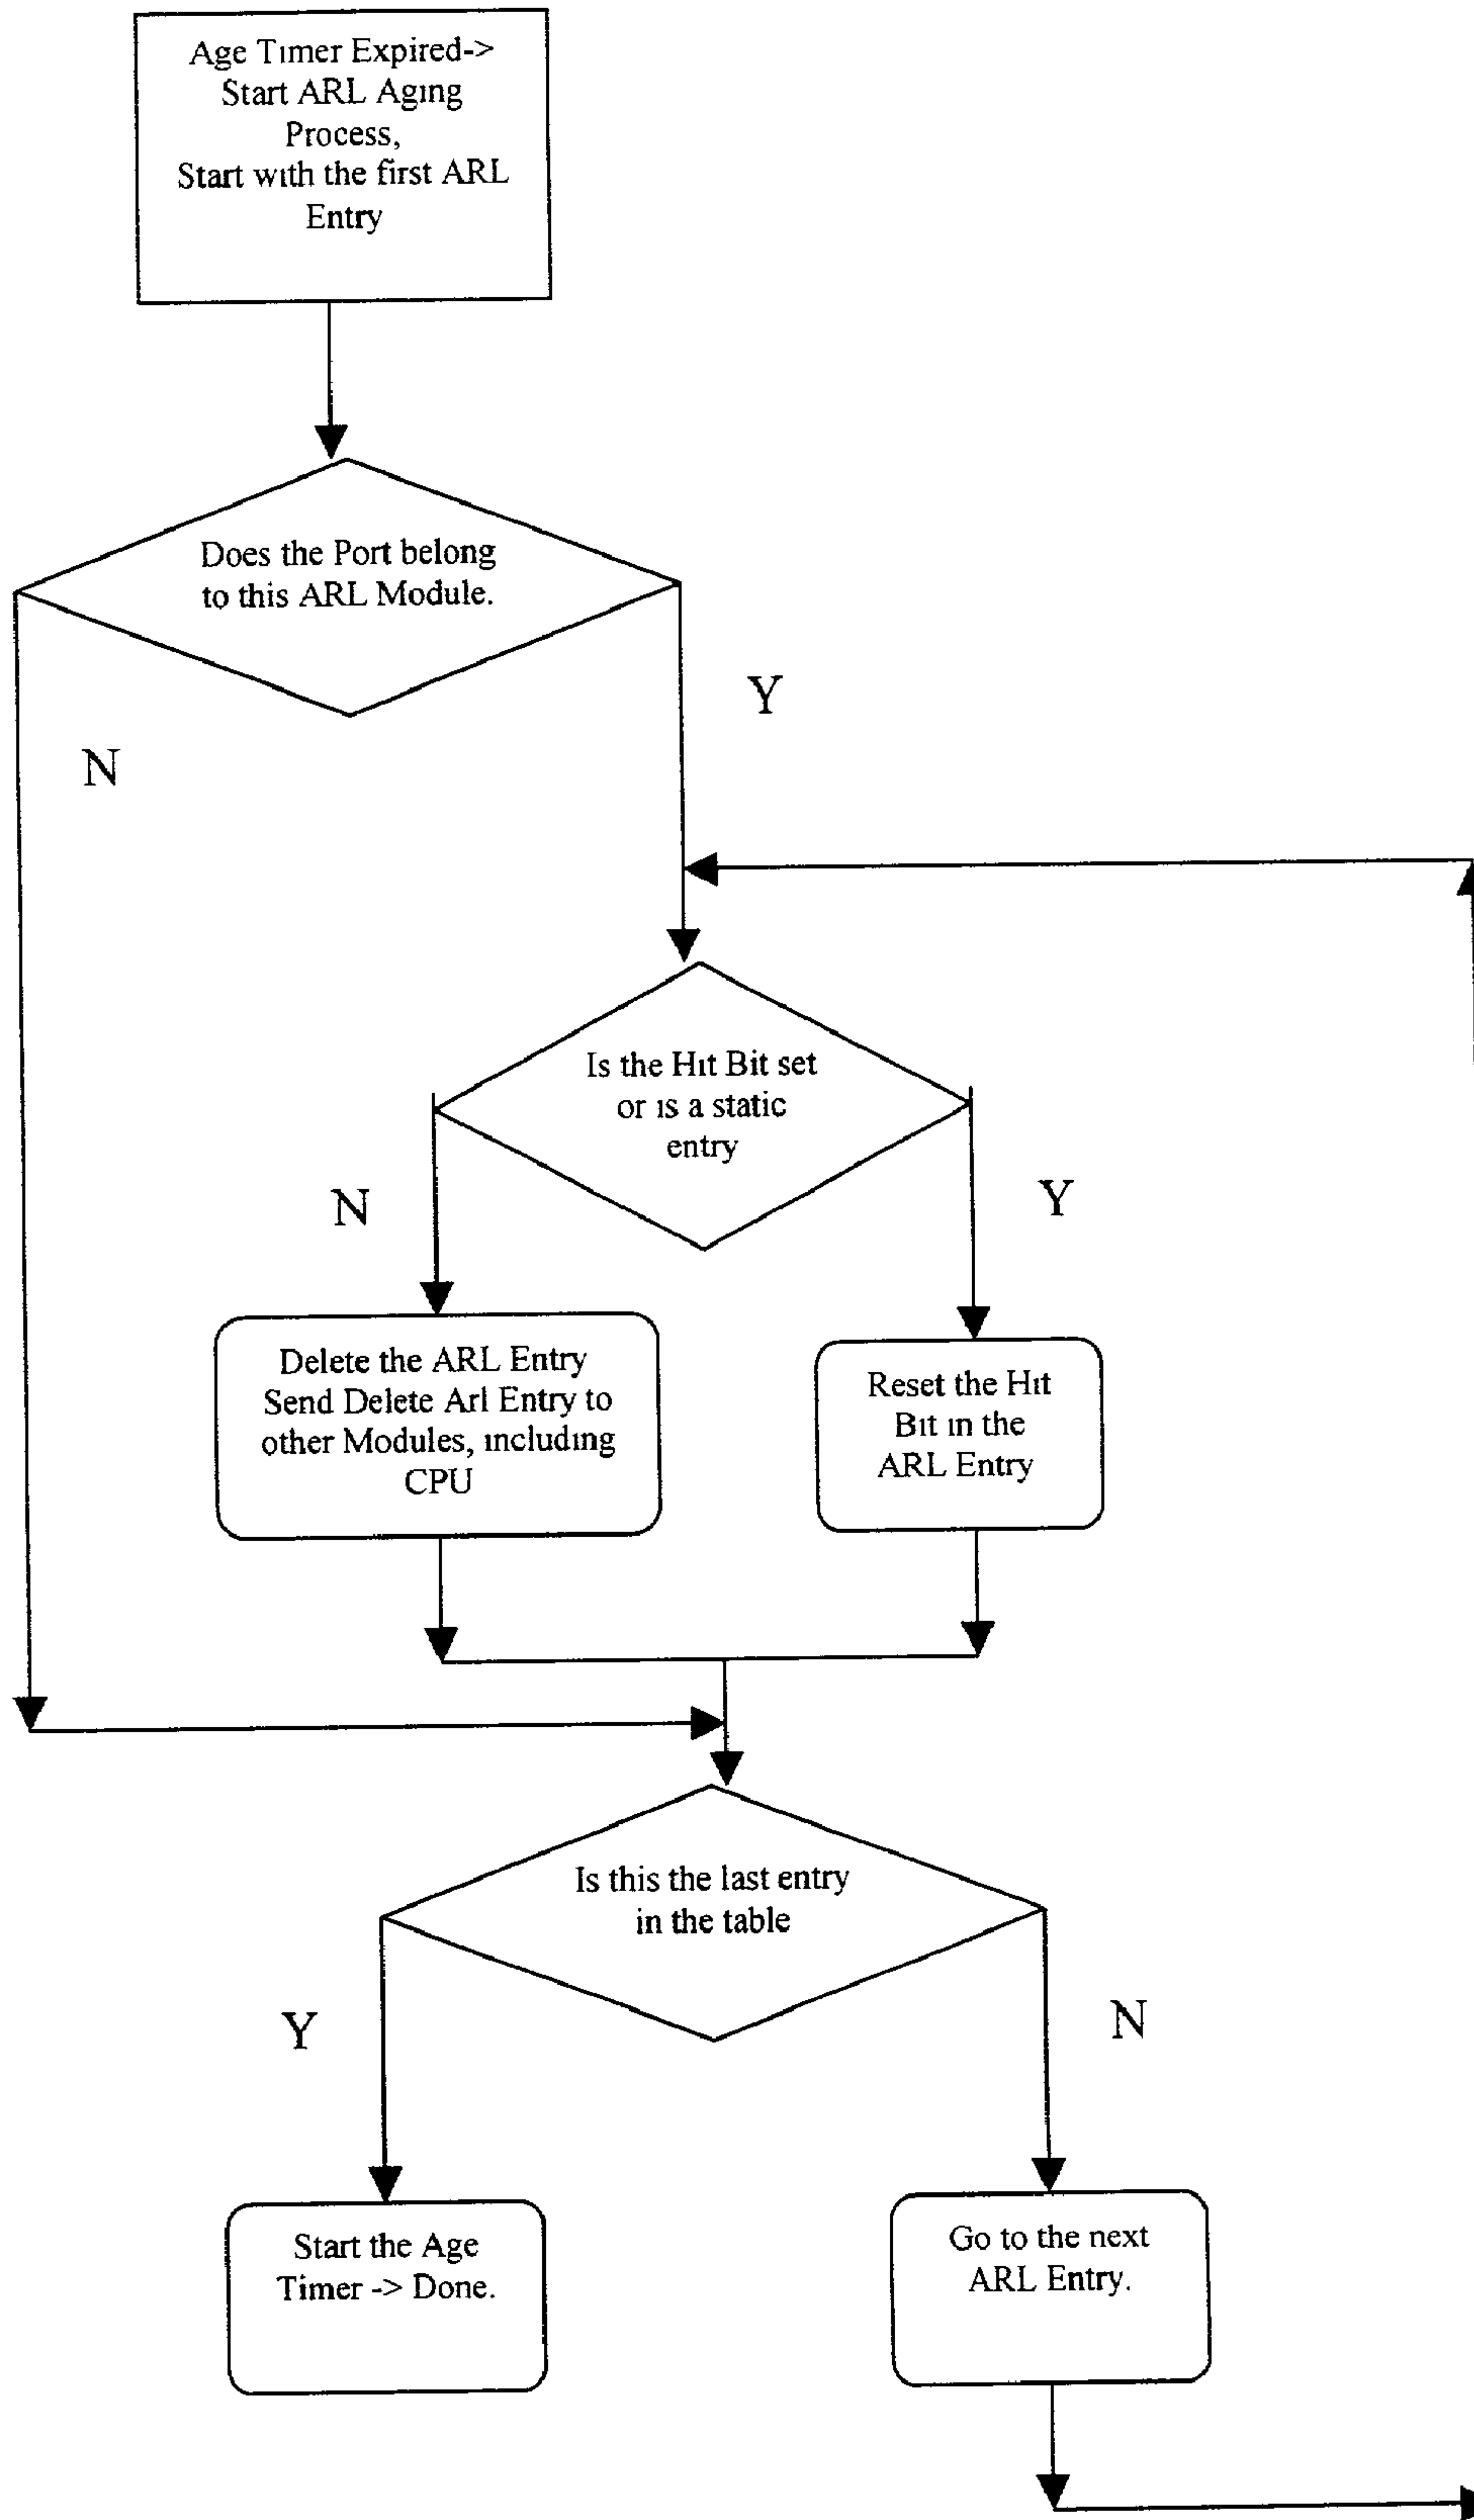 Age Timer Expired->
Start ARL Aging
Process,
Start with the first ARL
Entry
Does the Port belong
to this ARL Module.
Y
N
Is the Hit Bit set
or is a static
entry
N
Y
Delete the ARL Entry
Send Delete Arl Entry to
other Modules, including
CPU
Reset the Hit
Bit in the
ARL Entry
Is this the last entry
in the table
Y
N
Start the Age
Timer -> Done.
Go to the next
ARL Entry.